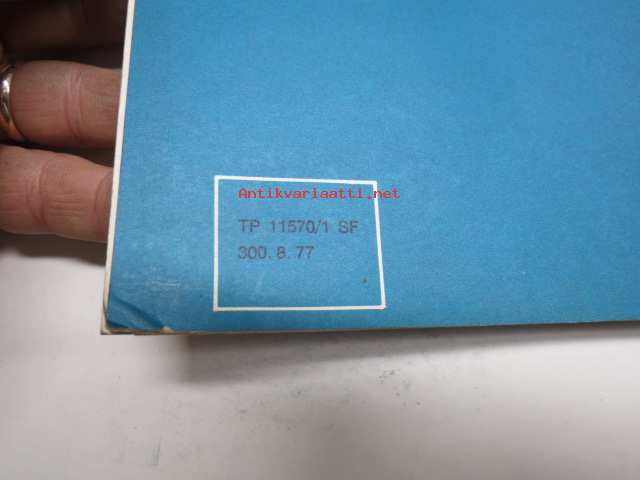 Antikvariaatti.net
TP 11570/1 SF
300.8.77